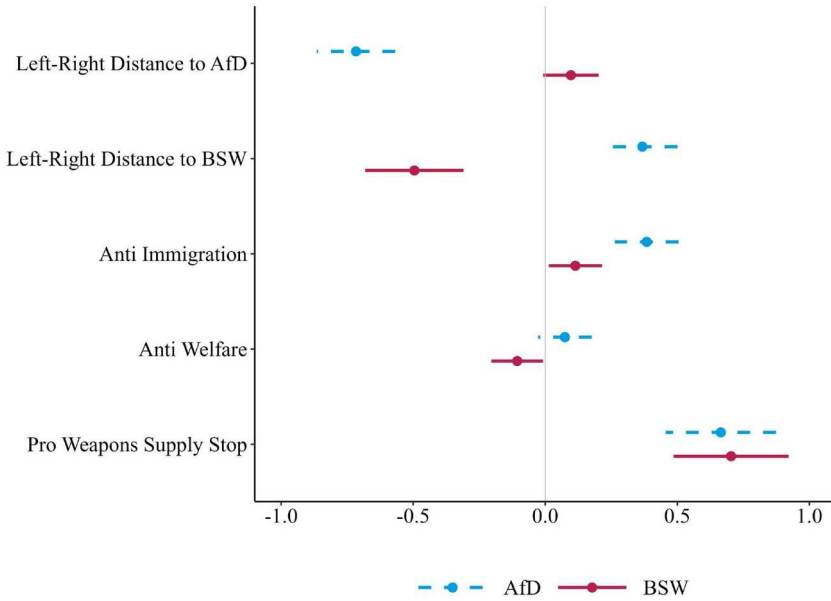 Left-Right Distance to AfD
Left-Right Distance to BSW
Anti Immigration
Anti Welfare
Pro Weapons Supply Stop
-1.0 -0.5 0.0 0.5 1.0
AfD BSW